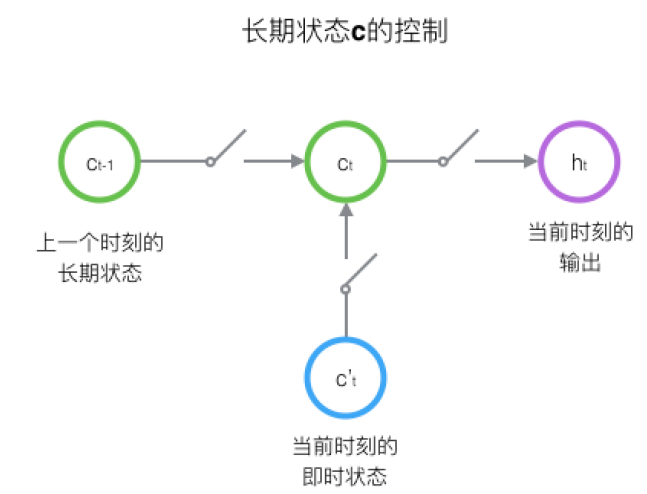 长期状态c的控制
Ct-1
Ct
ht
上一个时刻的
长期状态
当前时刻的
输出
c't
当前时刻的
即时状态